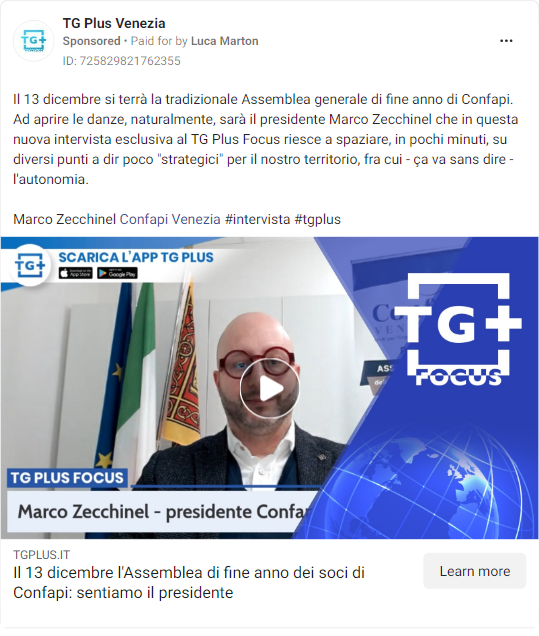 TG Plus Venezia
Sponsored • Paid for by Luca Marton
ID: 725829821762355
Il 13 dicembre si terrà la tradizionale Assemblea generale di fine anno di Confapi.
Ad aprire le danze, naturalmente, sarà il presidente Marco Zecchinel che in questa
nuova intervista esclusiva al TG Plus Focus riesce a spaziare, in pochi minuti, su
diversi punti a dir poco "strategici" per il nostro territorio, fra cui - ça va sans dire -
l'autonomia.
Marco Zecchinel Confapi Venezia #intervista #tgplus
TG+
SCARICA L'APP TG PLUS
App Store
Google Play
TG+
FOCUS
TG PLUS FOCUS
Marco Zecchinel - presidente Confap
TGPLUS.IT
Il 13 dicembre l'Assemblea di fine anno dei soci di
Confapi: sentiamo il presidente
Learn more